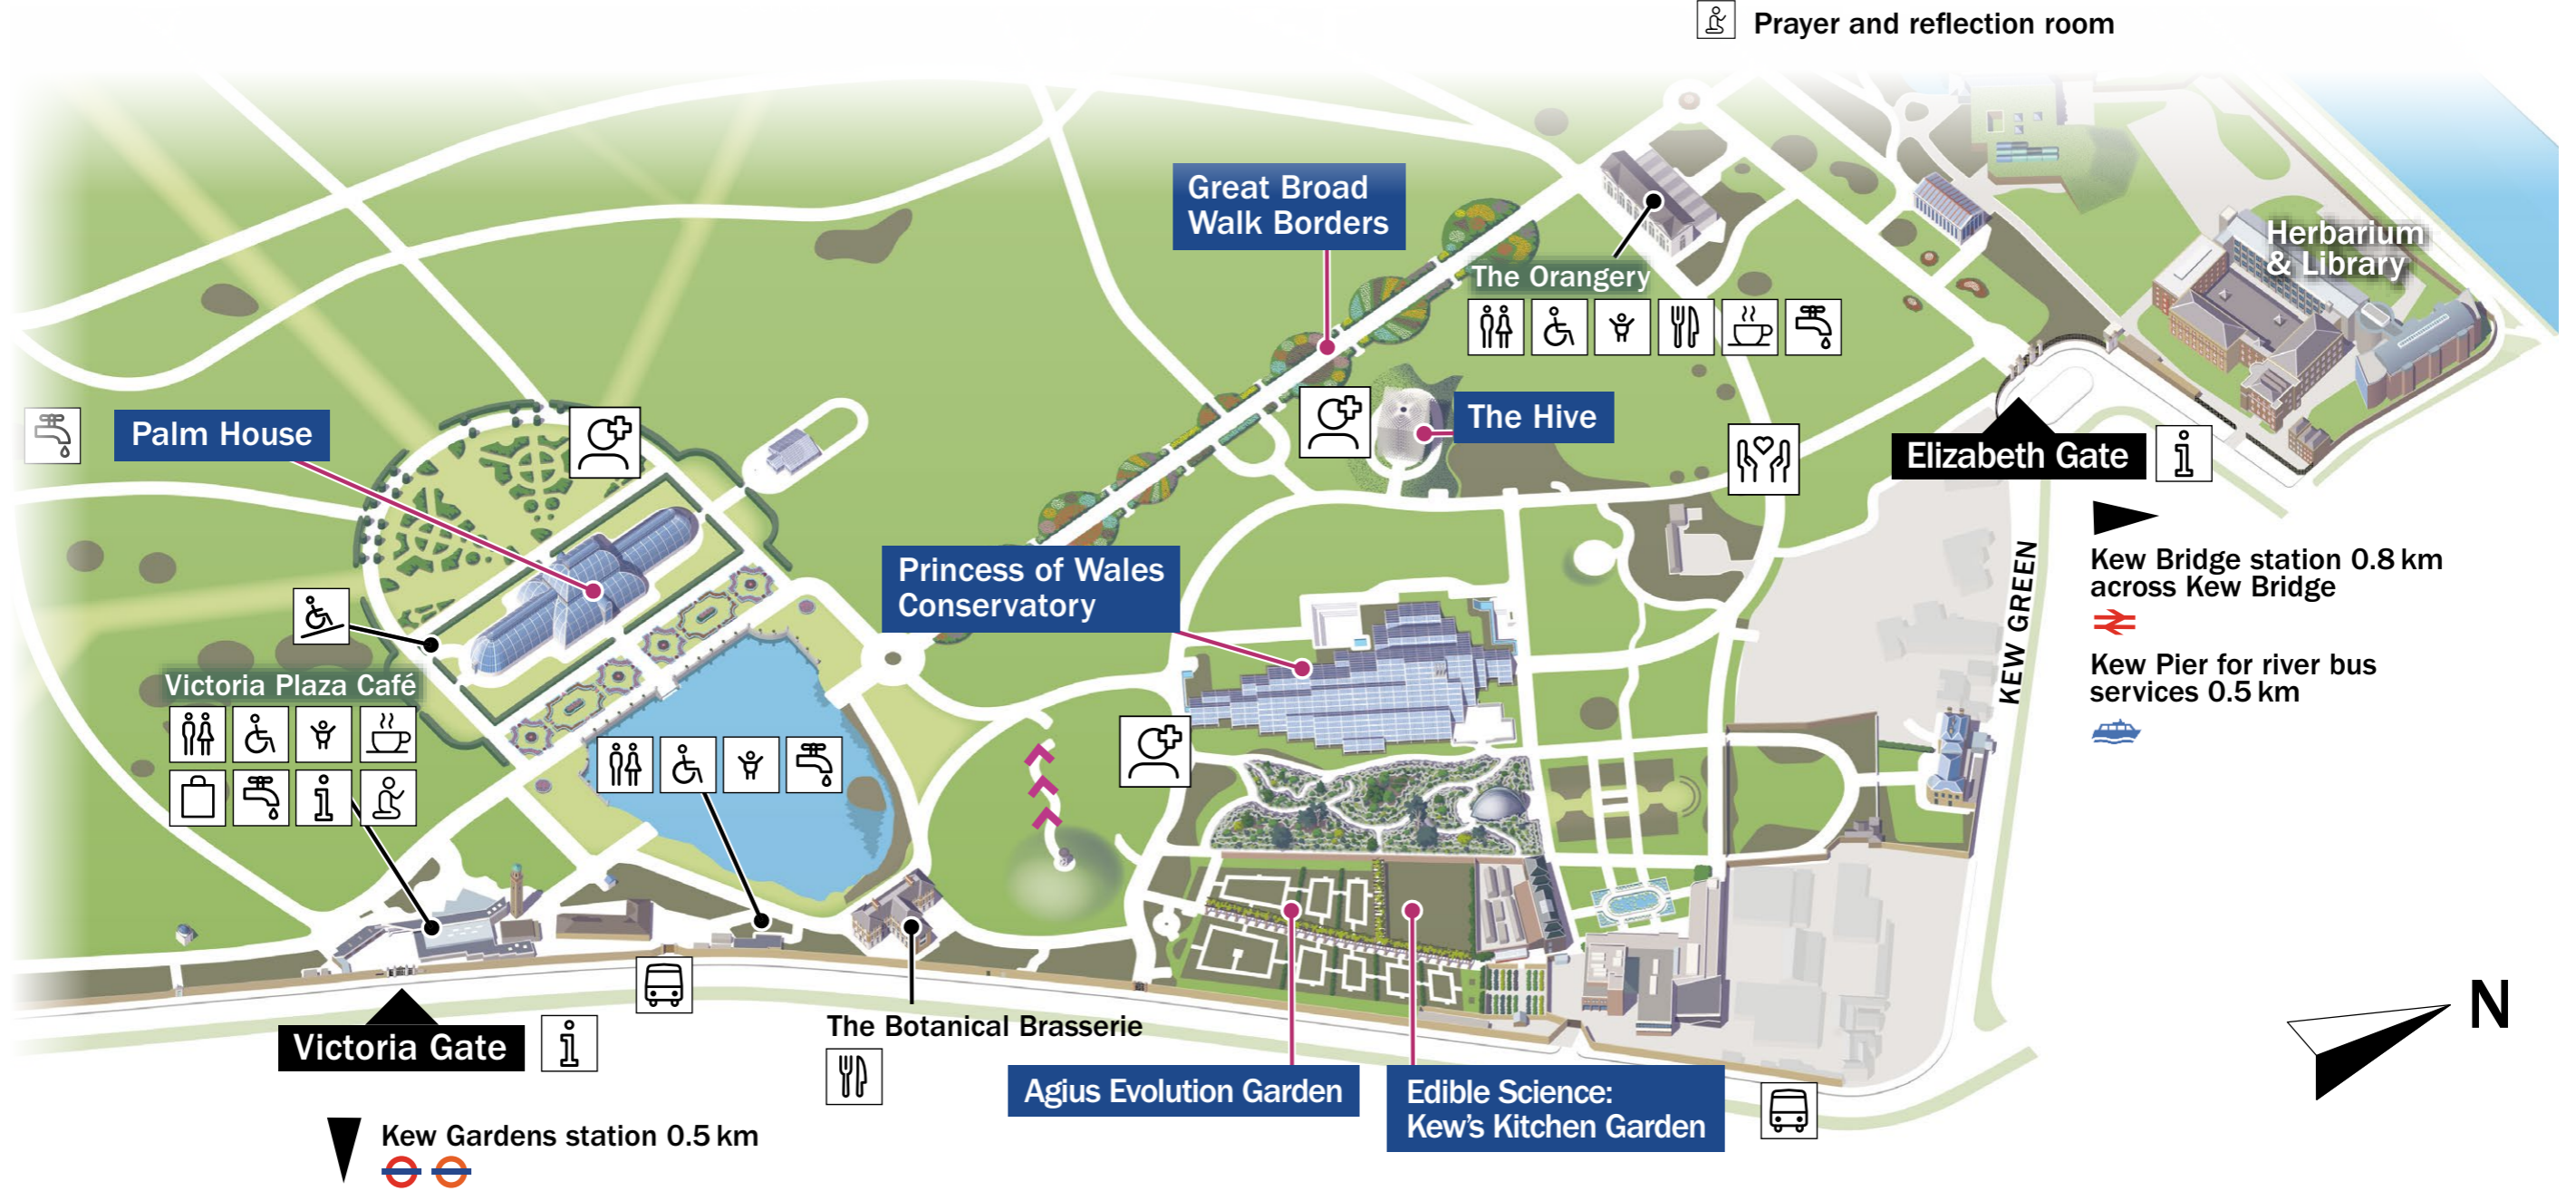 Prayer and reflection room
Great Broad
Walk Borders
Herbarium
& Library
The Orangery
Palm House
The Hive
Elizabeth Gate
Princess of Wales
Conservatory
KEW GREEN
Kew Bridge station 0.8 km
across Kew Bridge
Kew Pier for river bus
services 0.5 km
Victoria Plaza Café
N
The Botanical Brasserie
Victoria Gate
Agius Evolution Garden
Edible Science:
Kew's Kitchen Garden
Kew Gardens station 0.5 km